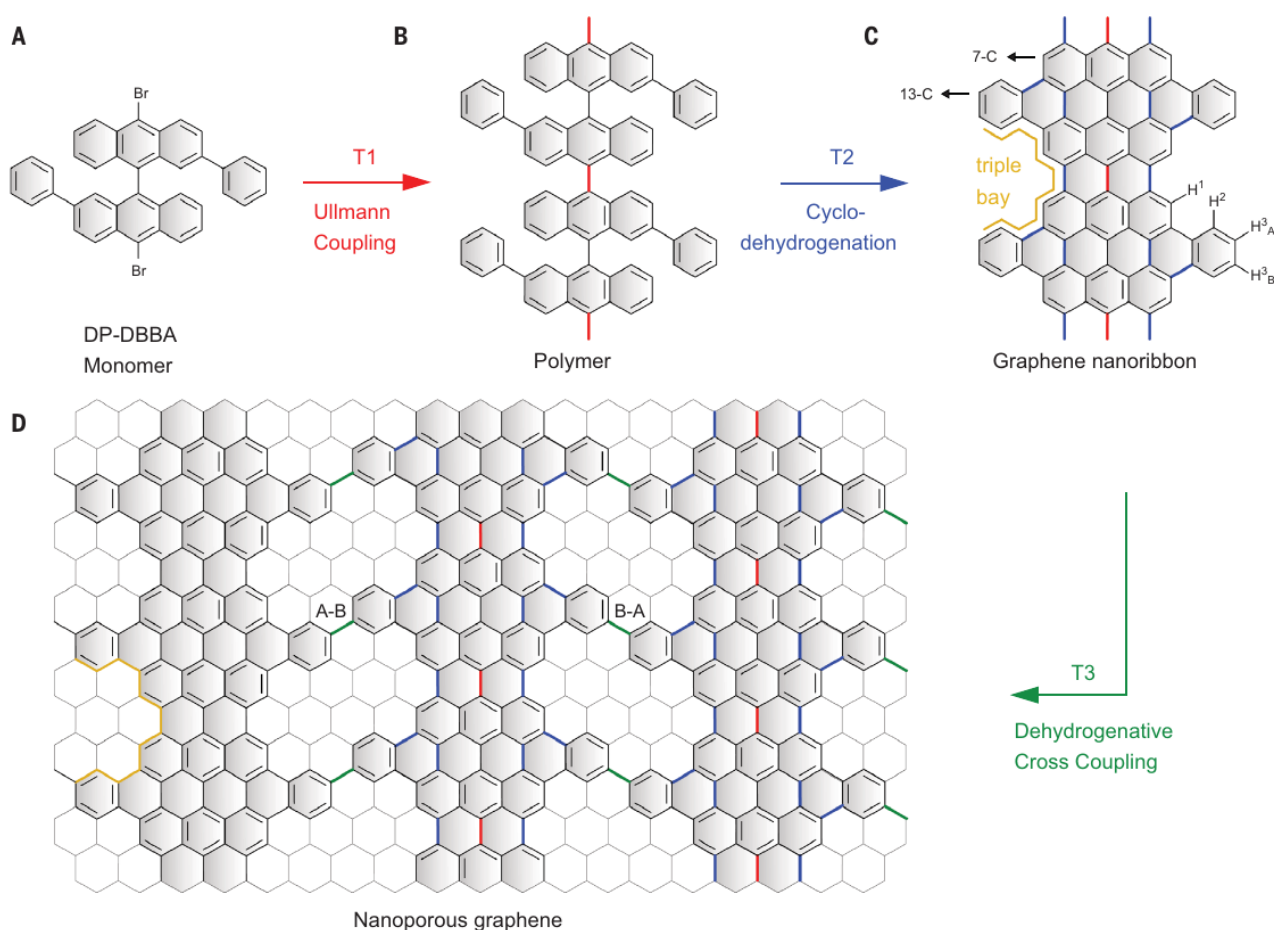 A
B
C
Br
Br
DP-DBBA
Monomer
T1
Ullmann
Coupling
Polymer
T2
Cyclo-
dehydrogenation
7-C
13-C
triple
bay
H¹
H²
H³A
H³B
Graphene nanoribbon
D
A-B
B-A
T3
Dehydrogenative
Cross Coupling
Nanoporous graphene